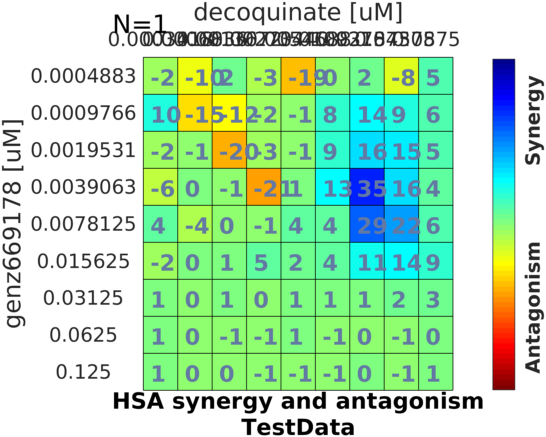 decoquinate [uM]
N=1
0.0004883 -2 -10 2 -3 -19 0 2 -8 5
0.0009766 10 -15 -12 -2 -1 8 14 9 6
0.0019531 -2 -1 -20 -3 -1 9 16 15 5
0.0039063 -6 0 -1 -21 1 13 35 16 4
0.0078125 4 -4 0 -1 4 4 29 22 6
0.015625 -2 0 1 5 2 4 11 14 9
0.03125 1 0 1 0 1 1 1 2 3
0.0625 1 0 -1 -1 1 -1 0 -1 0
0.125 1 0 0 -1 -1 -1 0 -1 1
genz669178 [uM]
Synergy
Antagonism
HSA synergy and antagonism
TestData